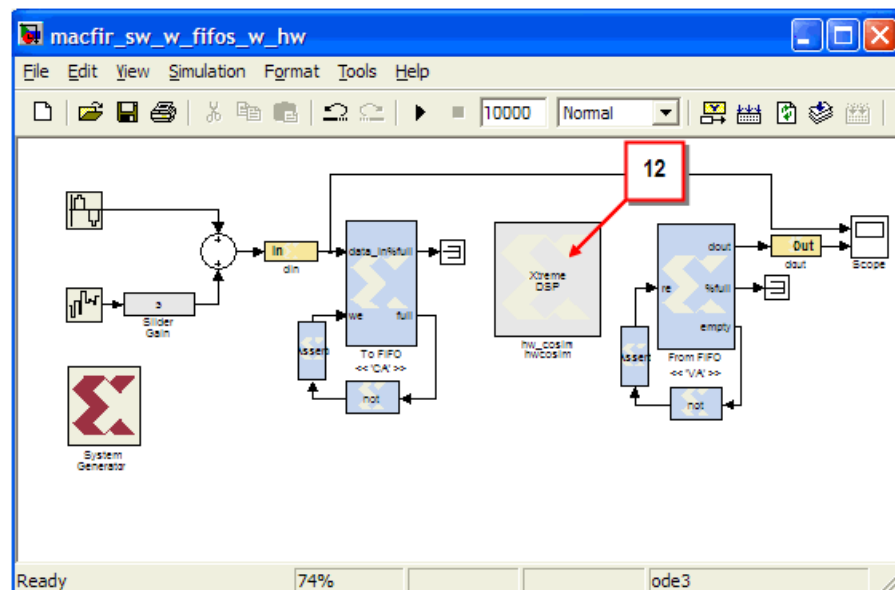 macfir_sw_w_fifos_w_hw
File Edit View Simulation Format Tools Help
10000 Normal
12
In
din
data_in
%full
we
full
To FIFO
<< 'CA' >>
Assert
not
3
Slider
Gain
System
Generator
Xtreme
DSP
hw_cosim
hwcosim
dout
re
%full
empty
From FIFO
<< 'VA' >>
Assert
not
Out
dout
Scope
Ready 74% ode3